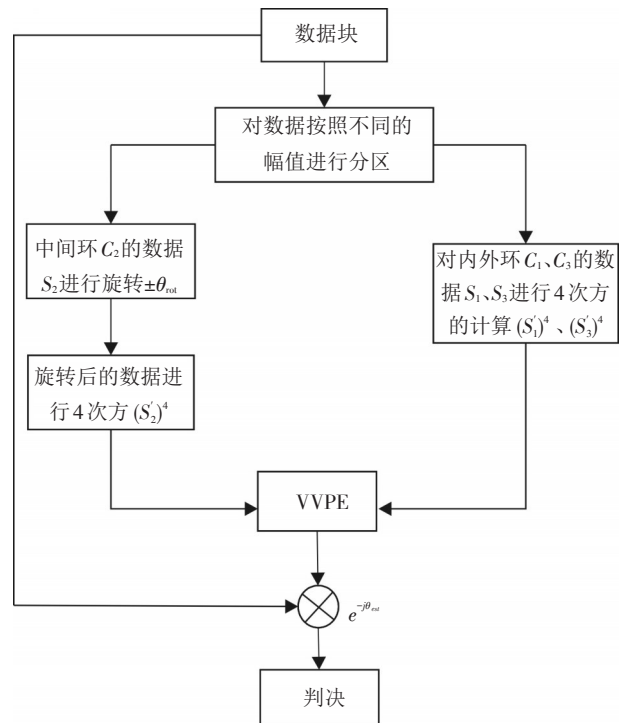 数据块
对数据按照不同的
幅值进行分区
中间环C₂的数据
S₂进行旋转±θ_rot
对内外环C₁、C₃的数
据S₁、S₃进行4次方
的计算(S₁')⁴、(S₃')⁴
旋转后的数据进
行4次方(S₂')⁴
VVPE
e^{-jθ_est}
判决